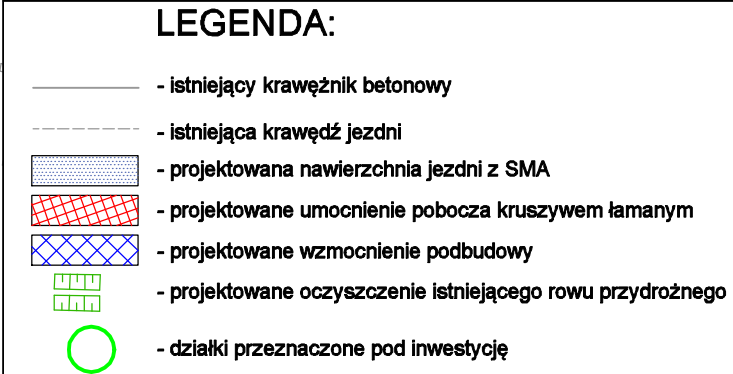 LEGENDA:
- istniejący krawężnik betonowy
- istniejąca krawędź jezdni
- projektowana nawierzchnia jezdni z SMA
- projektowane umocnienie pobocza kruszywem łamanym
- projektowane wzmocnienie podbudowy
- projektowane oczyszczenie istniejącego rowu przydrożnego
- działki przeznaczone pod inwestycję